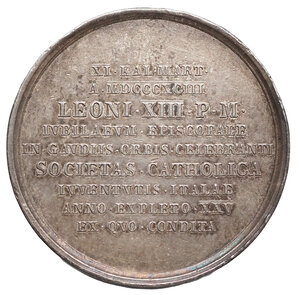 XI · KAL · MART ·
A · MDCCCXCIII ·
LEONI · XIII · P · M ·
IVBILAEVM · EPISCOPALE
IN · GAVDIIS · ORBIS · CELEBRANTI
SOCIETAS · CATHOLICA
IVVENTVTIS · ITALAE
ANNO · EXPLETO · XXV
EX · QVO · CONDITA